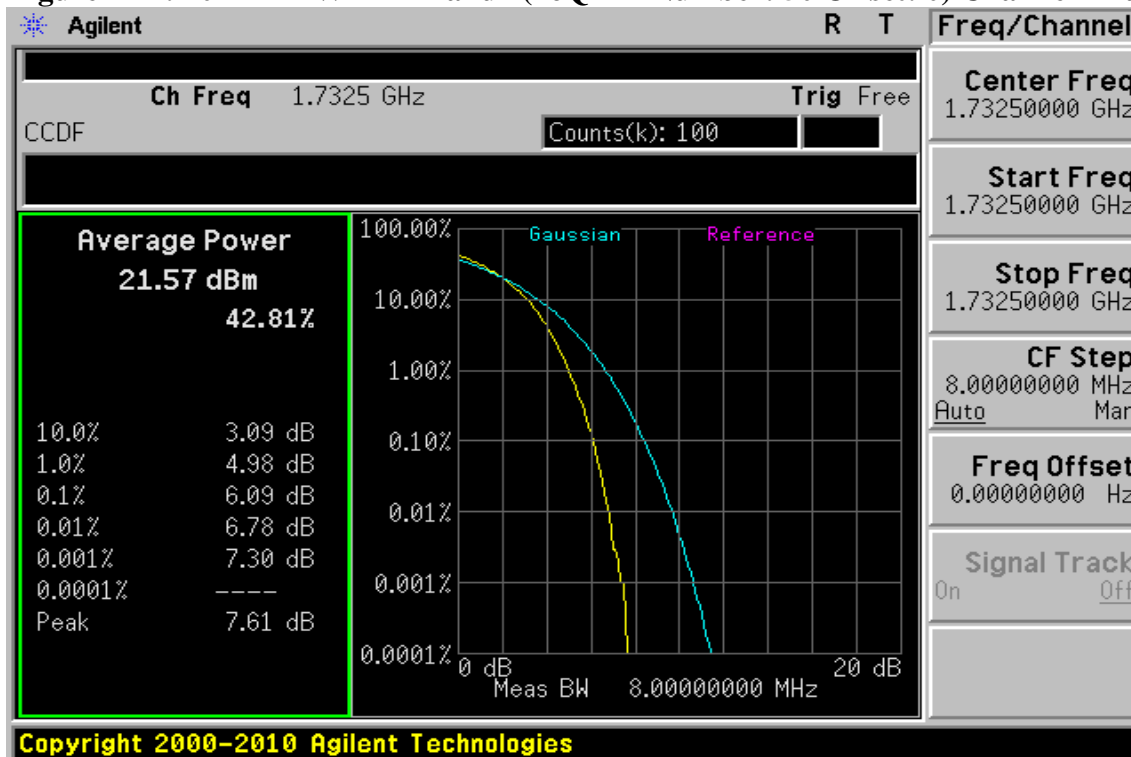 Agilent R T
Ch Freq 1.7325 GHz Trig Free
CCDF
Counts(k): 100
Average Power
21.57 dBm
42.81%
10.0% 3.09 dB
1.0% 4.98 dB
0.1% 6.09 dB
0.01% 6.78 dB
0.001% 7.30 dB
0.0001% ----
Peak 7.61 dB
Gaussian Reference
100.00%
10.00%
1.00%
0.10%
0.01%
0.001%
0.0001%
0 dB 20 dB
Meas BW 8.00000000 MHz
Freq/Channel
Center Freq
1.73250000 GHz
Start Freq
1.73250000 GHz
Stop Freq
1.73250000 GHz
CF Step
8.00000000 MHz
Auto Man
Freq Offset
0.00000000 Hz
Signal Track
On Off
Copyright 2000-2010 Agilent Technologies